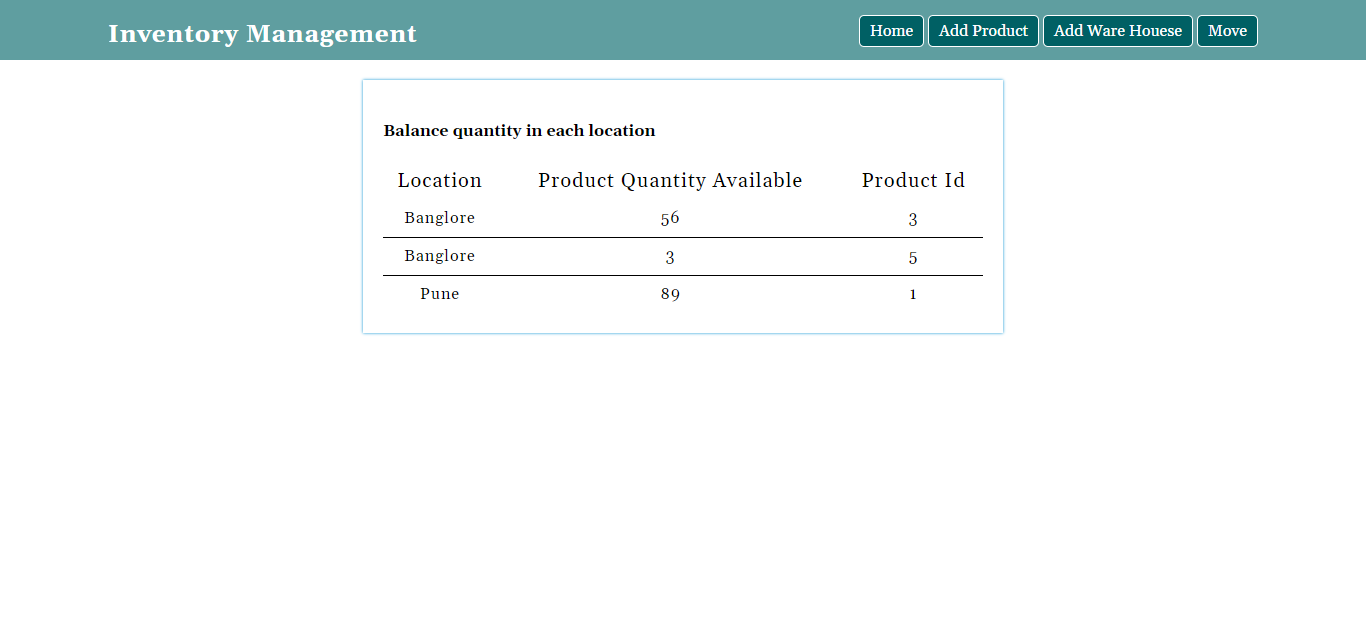 Inventory Management
Home Add Product Add Ware Houese Move
Balance quantity in each location
Location Product Quantity Available Product Id
Banglore 56 3
Banglore 3 5
Pune 89 1